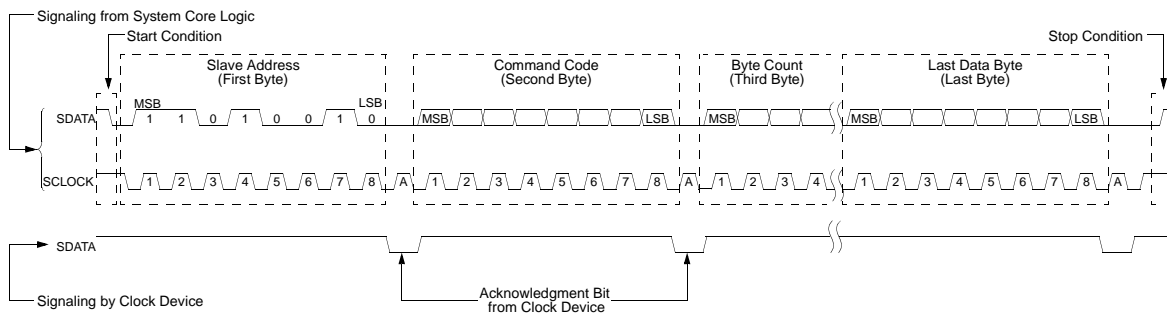 Signaling from System Core Logic
Start Condition
Stop Condition
Slave Address
(First Byte)
Command Code
(Second Byte)
Byte Count
(Third Byte)
Last Data Byte
(Last Byte)
SDATA
MSB
1 1 0 1 0 0 1 0
LSB
MSB
LSB
MSB
MSB
LSB
SCLOCK
1 2 3 4 5 6 7 8 A
1 2 3 4 5 6 7 8 A
1 2 3 4
1 2 3 4 5 6 7 8 A
SDATA
Signaling by Clock Device
Acknowledgment Bit
from Clock Device